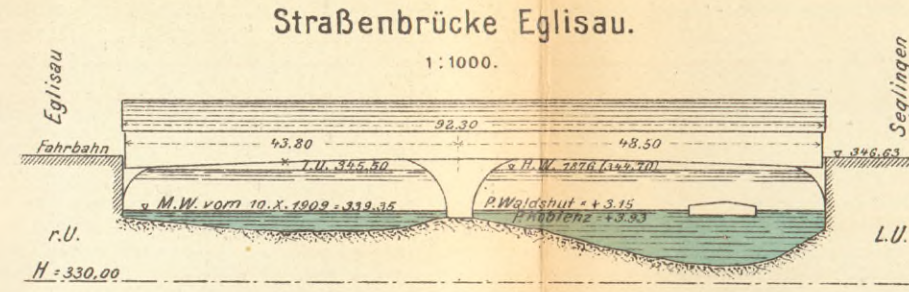 Straßenbrücke Eglisau.
1:1000.
Eglisau
Seglingen
92.30
43.80
48.50
Fahrbahn
346.63
T.U. 345.50
H.W. 1876 (344.70)
M.W. vom 10.X.1909 = 339.35
P. Waldshut = + 3.15
P. Koblenz = + 3.93
r.U.
L.U.
H = 330,00